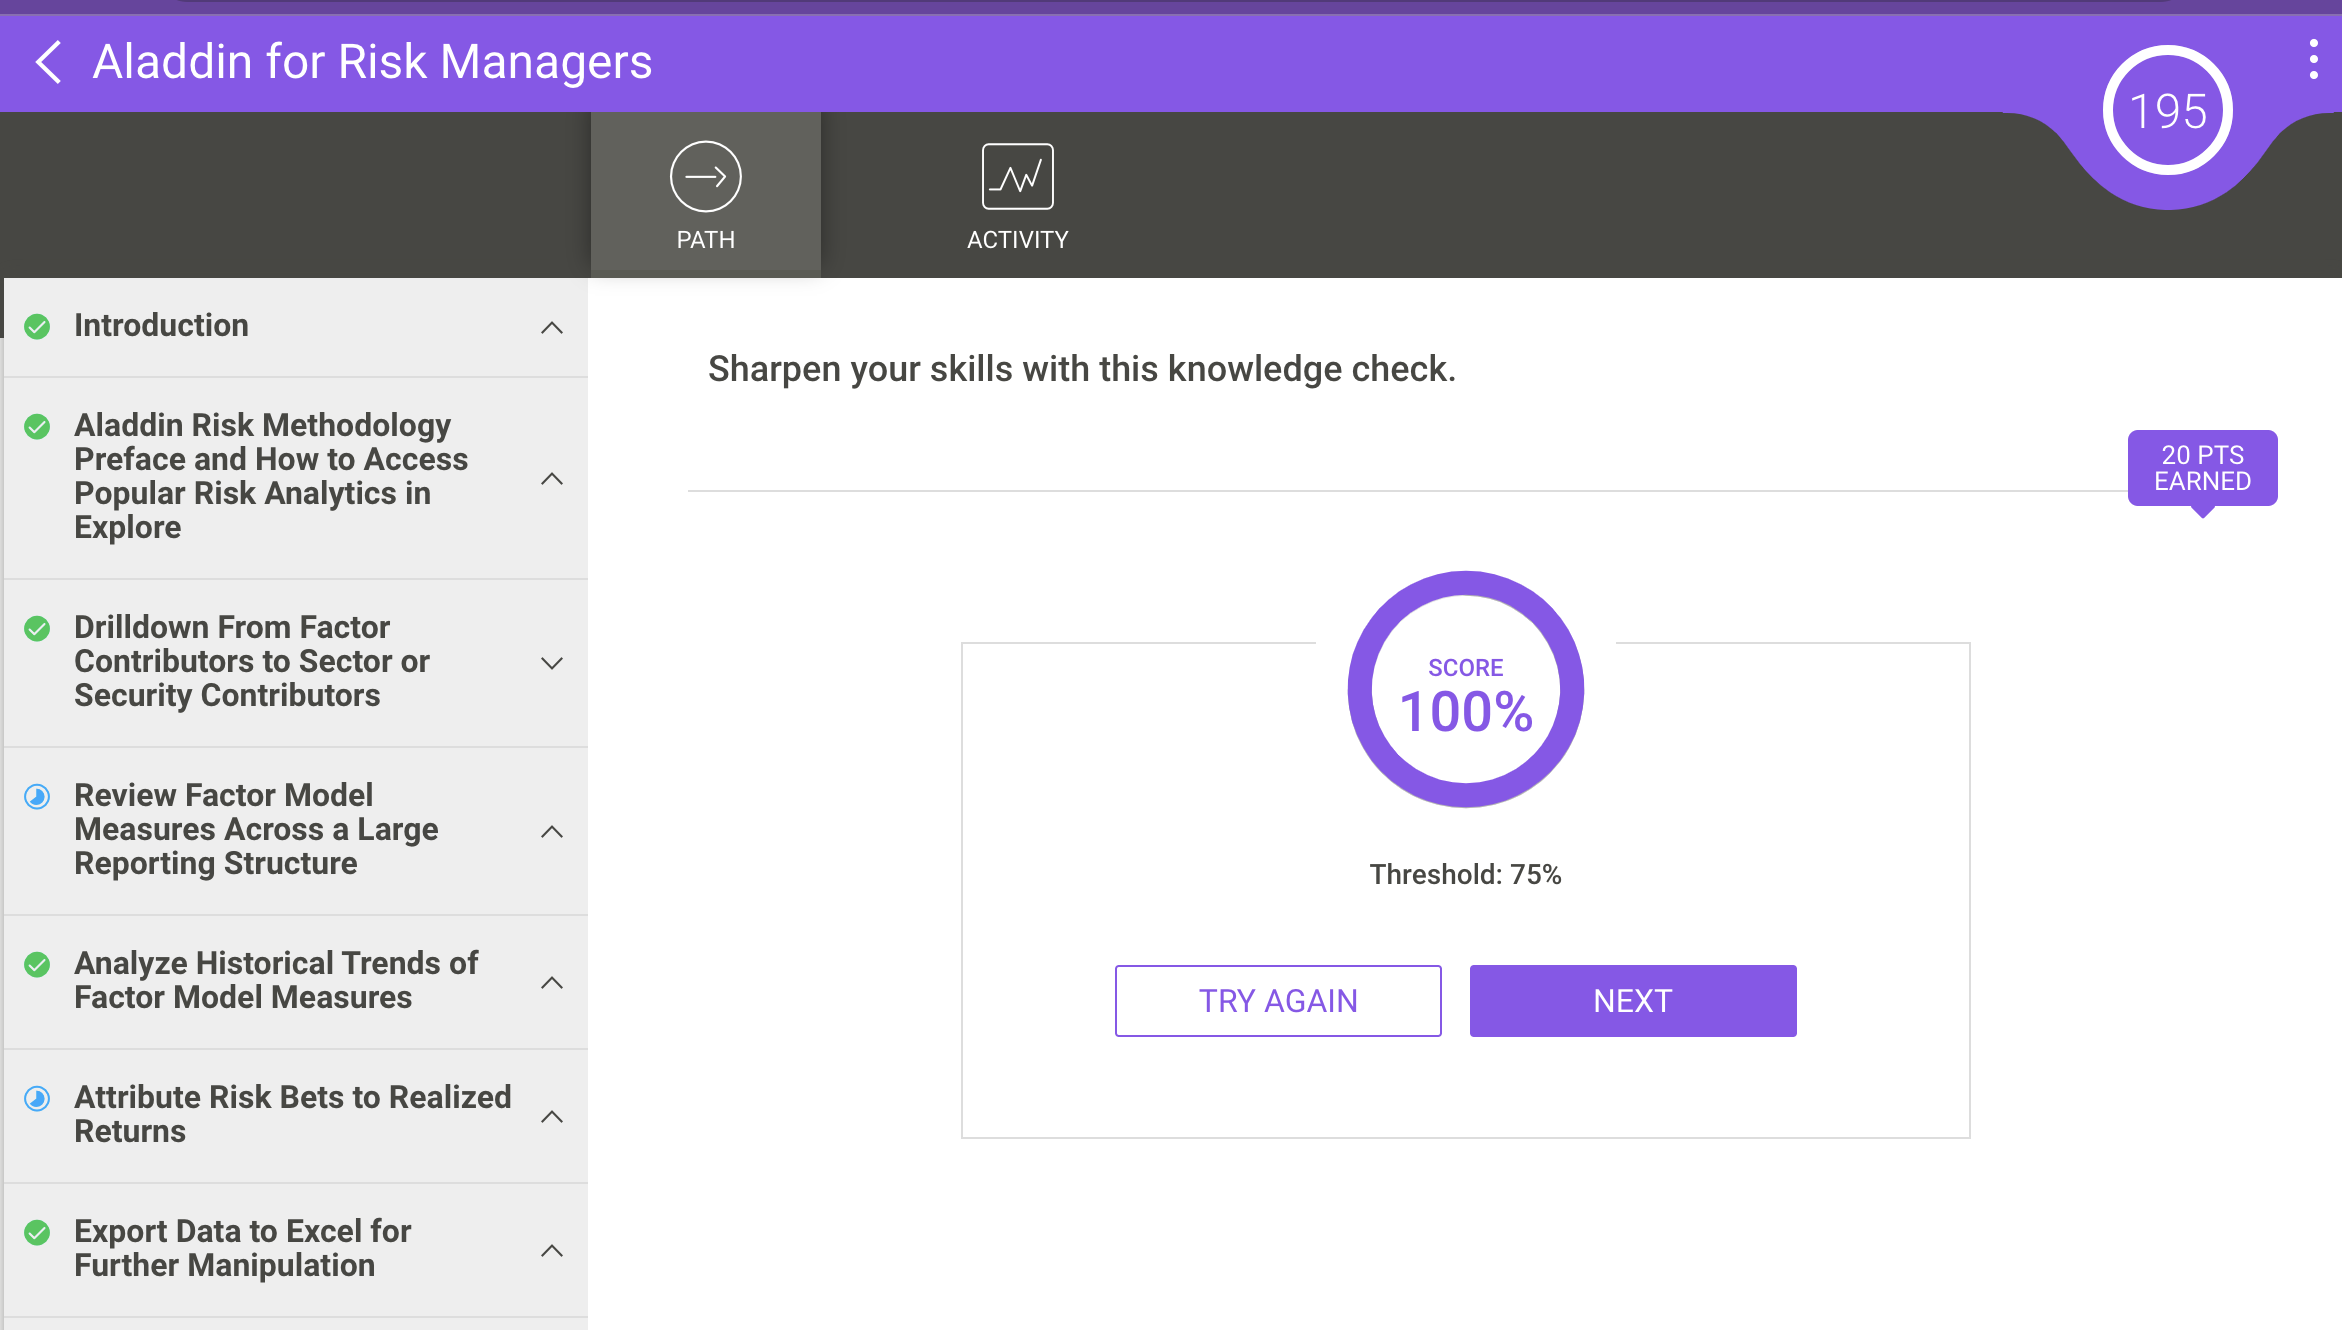 Aladdin for Risk Managers
195
PATH
ACTIVITY
Introduction
Aladdin Risk Methodology
Preface and How to Access
Popular Risk Analytics in
Explore
Drilldown From Factor
Contributors to Sector or
Security Contributors
Review Factor Model
Measures Across a Large
Reporting Structure
Analyze Historical Trends of
Factor Model Measures
Attribute Risk Bets to Realized
Returns
Export Data to Excel for
Further Manipulation
Sharpen your skills with this knowledge check.
20 PTS
EARNED
SCORE
100%
Threshold: 75%
TRY AGAIN
NEXT